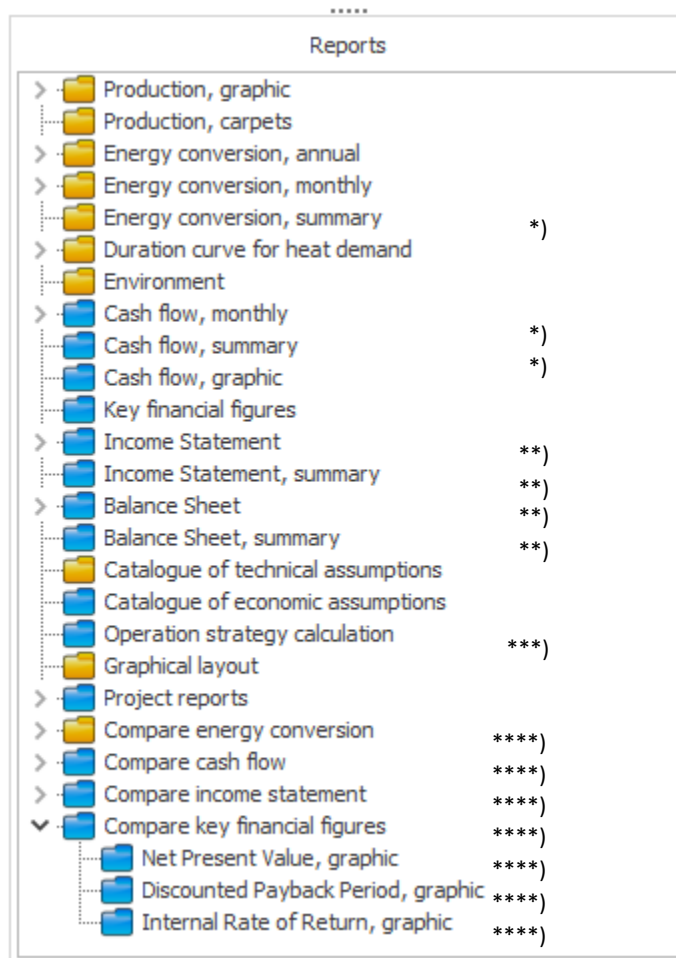 Reports
Production, graphic
Production, carpets
Energy conversion, annual
Energy conversion, monthly
Energy conversion, summary *)
Duration curve for heat demand
Environment
Cash flow, monthly
Cash flow, summary *)
Cash flow, graphic *)
Key financial figures
Income Statement **)
Income Statement, summary **)
Balance Sheet **)
Balance Sheet, summary **)
Catalogue of technical assumptions
Catalogue of economic assumptions
Operation strategy calculation ***)
Graphical layout
Project reports
Compare energy conversion ****)
Compare cash flow ****)
Compare income statement ****)
Compare key financial figures ****)
Net Present Value, graphic ****)
Discounted Payback Period, graphic ****)
Internal Rate of Return, graphic ****)